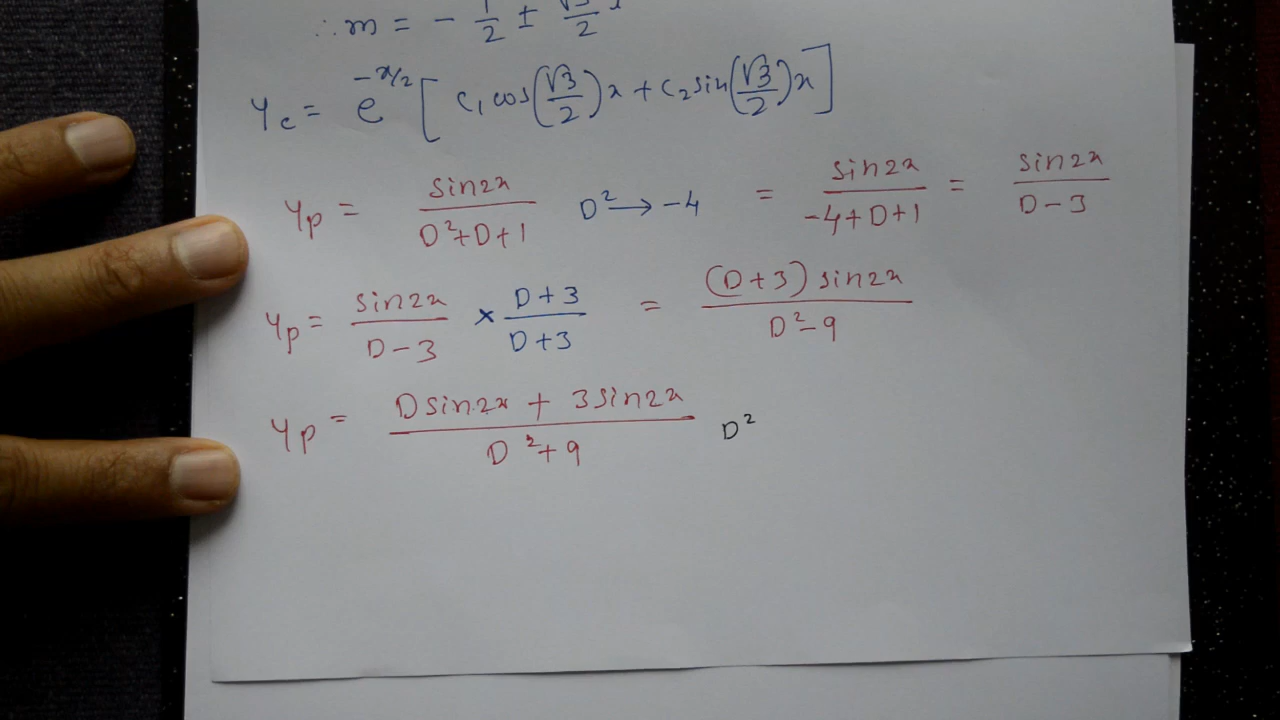 ∴ m = - 1/2 ± √3/2 i
Y_c = e^(-x/2) [ c₁ cos(√3/2)x + c₂ sin(√3/2)x ]
Y_p = sin2x / (D²+D+1) D² → -4 = sin2x / (-4+D+1) = sin2x / (D-3)
Y_p = sin2x / (D-3) × (D+3) / (D+3) = (D+3) sin2x / (D²-9)
Y_p = (D sin2x + 3 sin2x) / (D²+9) D²